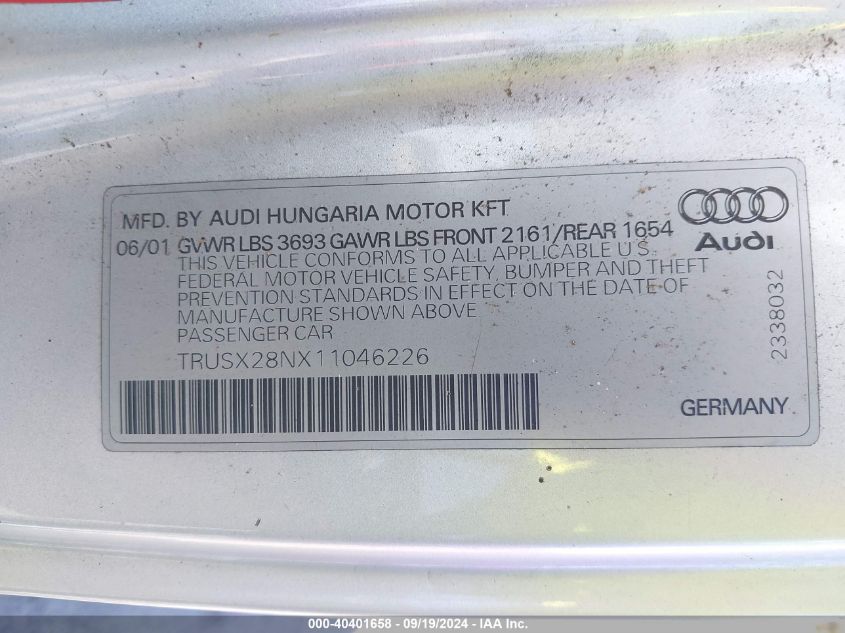 MFD. BY AUDI HUNGARIA MOTOR KFT
06/01 GVWR LBS 3693 GAWR LBS FRONT 2161/REAR 1654
THIS VEHICLE CONFORMS TO ALL APPLICABLE U.S.
FEDERAL MOTOR VEHICLE SAFETY, BUMPER AND THEFT
PREVENTION STANDARDS IN EFFECT ON THE DATE OF
MANUFACTURE SHOWN ABOVE
PASSENGER CAR
TRUSX28NX11046226
Audi
2338032
GERMANY
000-40401658 - 09/19/2024 - IAA Inc.